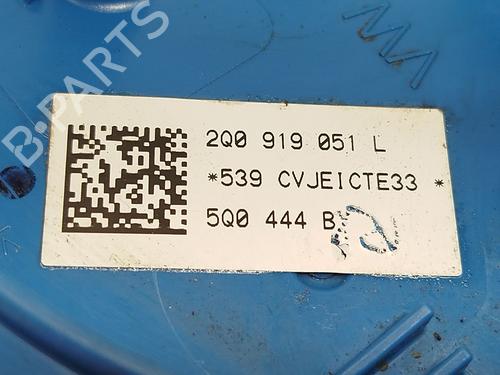 B-PARTS
2Q0 919 051 L
*539 CVJEICTE33 *
5Q0 444 B